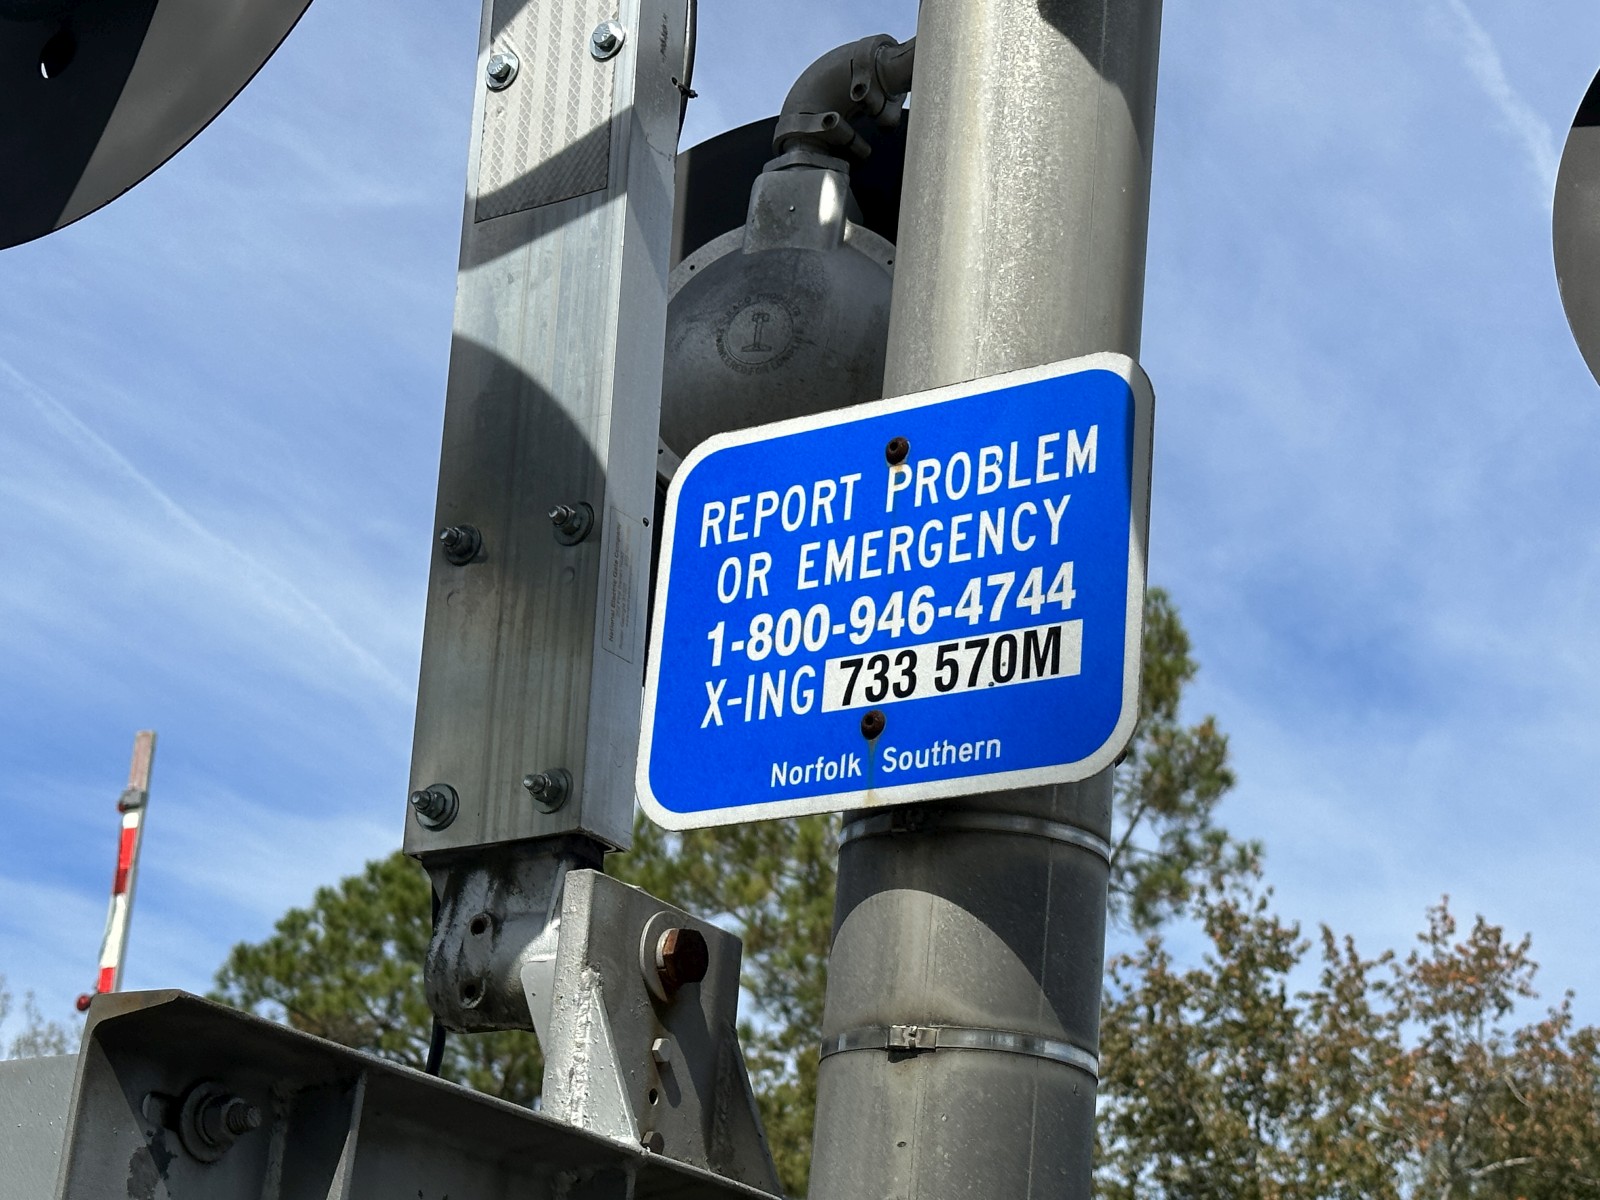 REPORT PROBLEM
OR EMERGENCY
1-800-946-4744
X-ING 733 570M
Norfolk Southern